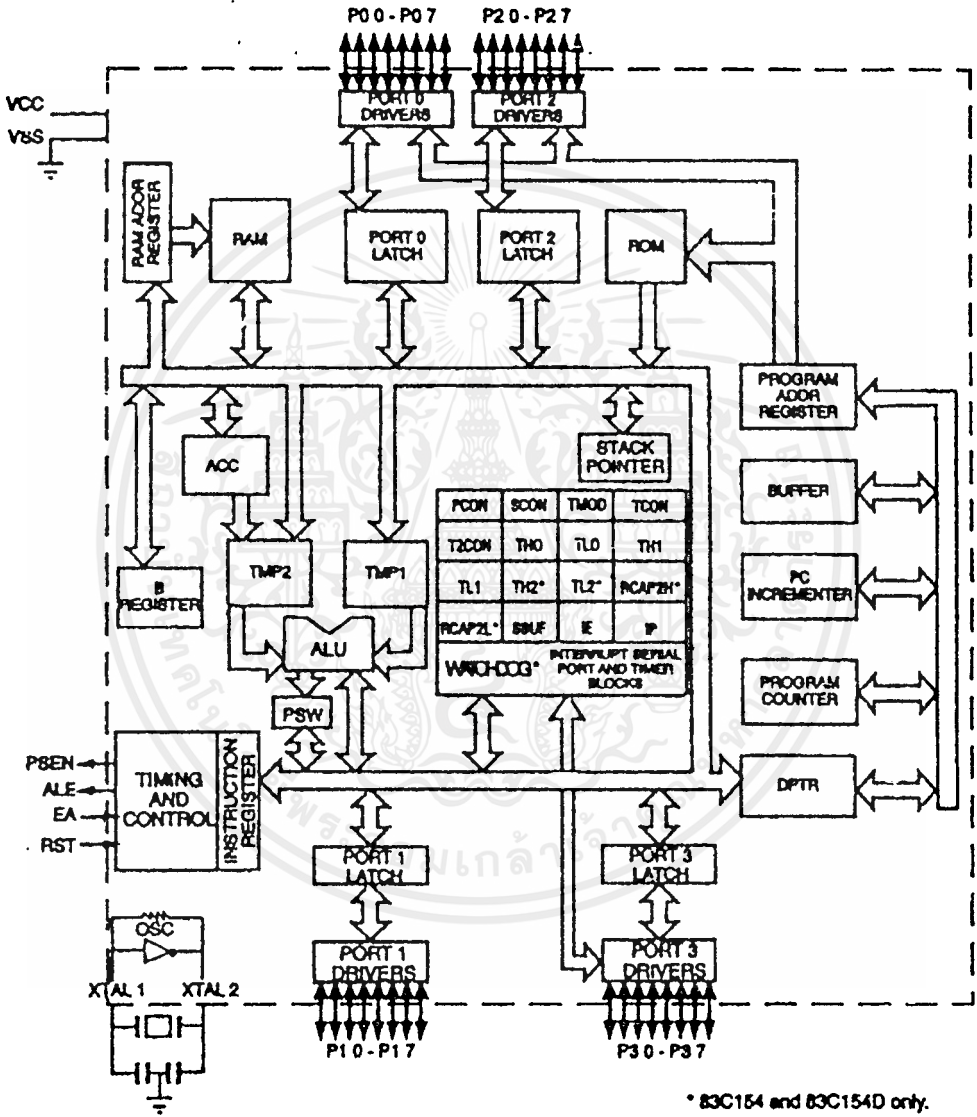 P0 0 - P0 7
P2 0 - P2 7
PORT 0
DRIVERS
PORT 2
DRIVERS
VCC
VSS
RAM ADDR
REGISTER
RAM
PORT 0
LATCH
PORT 2
LATCH
ROM
PROGRAM
ADDR
REGISTER
STACK
POINTER
ACC
BUFFER
PCON SCON TMOD TCON
T2CON TH0 TL0 TH1
TL1 TH2* TL2* RCAP2H*
RCAP2L* SBUF IE IP
WATCHDOG*
INTERRUPT SERIAL
PORT AND TIMER
BLOCKS
B
REGISTER
TMP2
TMP1
PC
INCREMENTER
ALU
PSW
PROGRAM
COUNTER
PSEN
ALE
EA
RST
TIMING
AND
CONTROL
INSTRUCTION
REGISTER
DPTR
PORT 1
LATCH
PORT 3
LATCH
OSC
PORT 1
DRIVERS
PORT 3
DRIVERS
XTAL 1
XTAL 2
P1 0 - P1 7
P3 0 - P3 7
* 83C154 and 83C154D only.